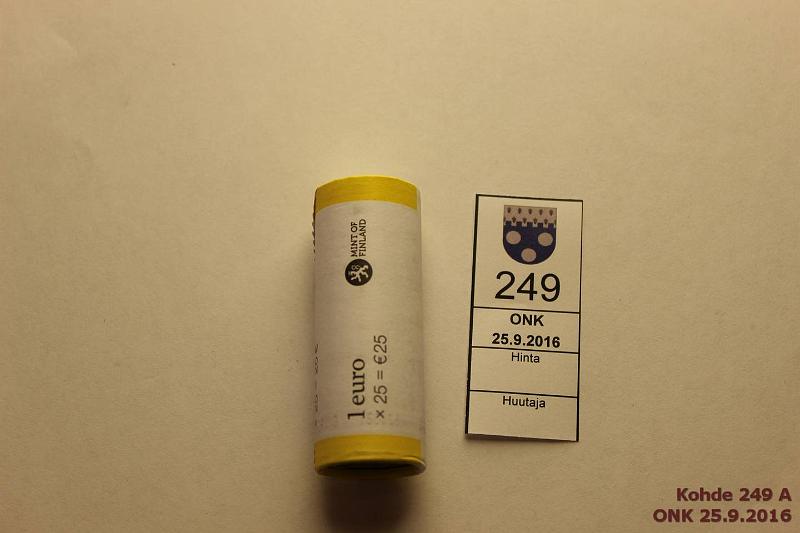 MINT OF
FINLAND
1 euro
× 25 = €25
249
ONK
25.9.2016
Hinta
Huutaja
Kohde 249 A
ONK 25.9.2016